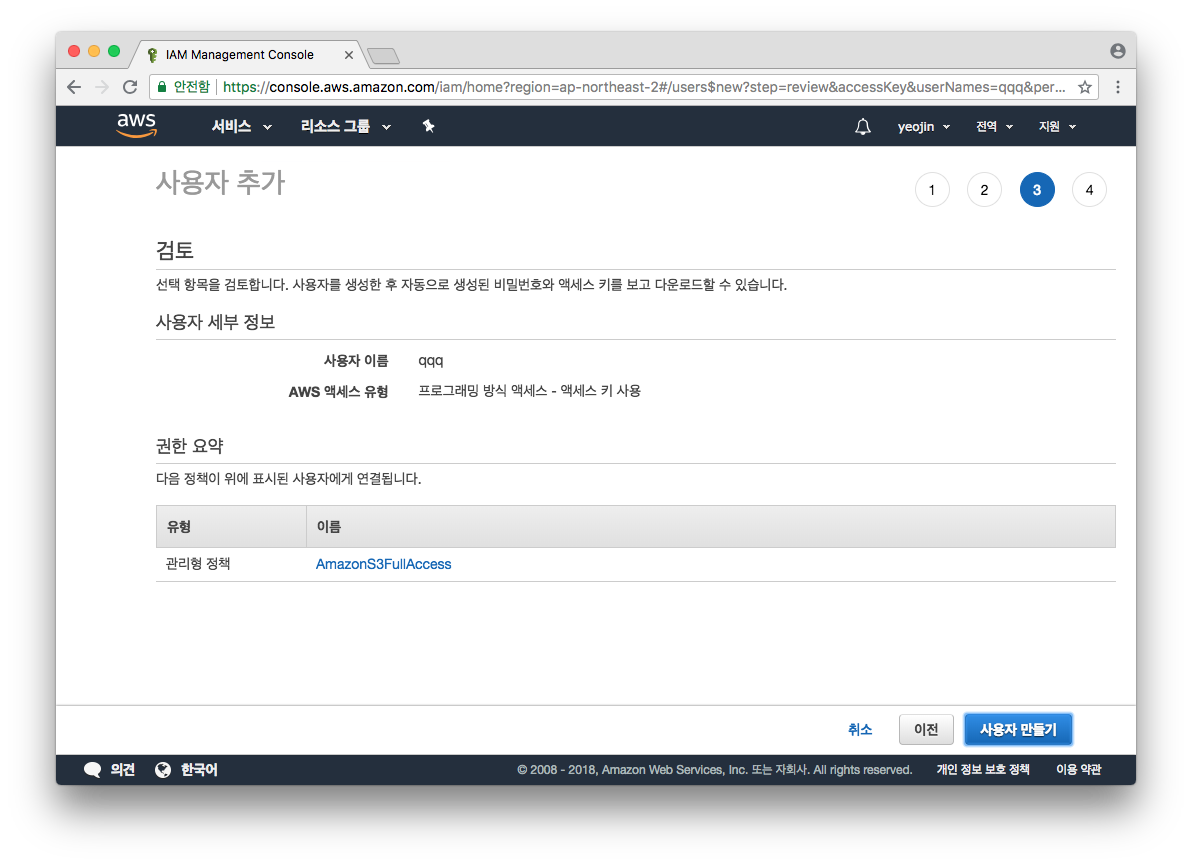 IAM Management Console
안전함 https://console.aws.amazon.com/iam/home?region=ap-northeast-2#/users$new?step=review&accessKey&userNames=qqq&per...
aws 서비스 리소스 그룹 yeojin 전역 지원
사용자 추가 1 2 3 4
검토
선택 항목을 검토합니다. 사용자를 생성한 후 자동으로 생성된 비밀번호와 액세스 키를 보고 다운로드할 수 있습니다.
사용자 세부 정보
사용자 이름 qqq
AWS 액세스 유형 프로그래밍 방식 액세스 - 액세스 키 사용
권한 요약
다음 정책이 위에 표시된 사용자에게 연결됩니다.
유형 이름
관리형 정책 AmazonS3FullAccess
취소 이전 사용자 만들기
의견 한국어 © 2008 - 2018, Amazon Web Services, Inc. 또는 자회사. All rights reserved. 개인 정보 보호 정책 이용 약관